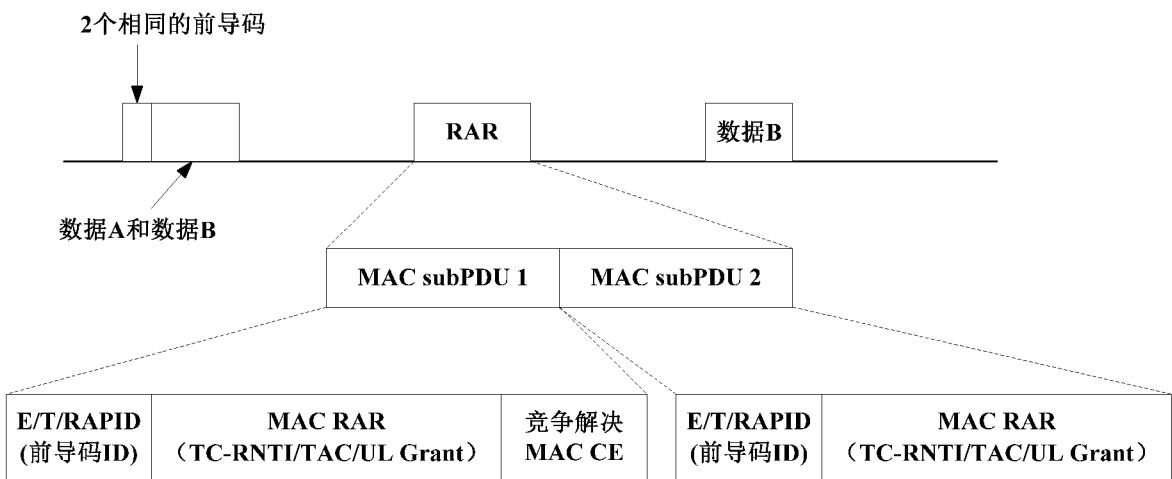 2个相同的前导码
RAR
数据B
数据A和数据B
MAC subPDU 1
MAC subPDU 2
E/T/RAPID
(前导码ID)
MAC RAR
（TC-RNTI/TAC/UL Grant）
竞争解决
MAC CE
E/T/RAPID
(前导码ID)
MAC RAR
（TC-RNTI/TAC/UL Grant）